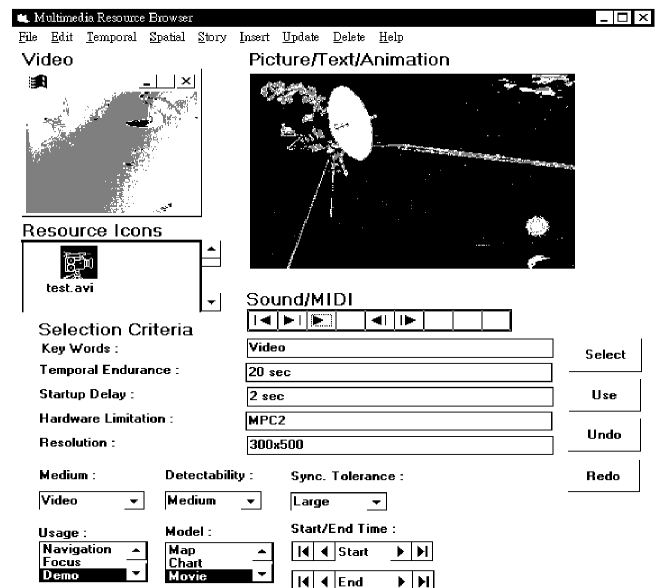 Multimedia Resource Browser
File Edit Temporal Spatial Story Insert Update Delete Help
Video
Picture/Text/Animation
Resource Icons
test.avi
Sound/MIDI
Selection Criteria
Key Words : Video
Temporal Endurance : 20 sec
Startup Delay : 2 sec
Hardware Limitation : MPC2
Resolution : 300x500
Select
Use
Undo
Redo
Medium : Detectability : Sync. Tolerance :
Video Medium Large
Usage : Model : Start/End Time :
Navigation Map Start
Focus Chart
Demo Movie End